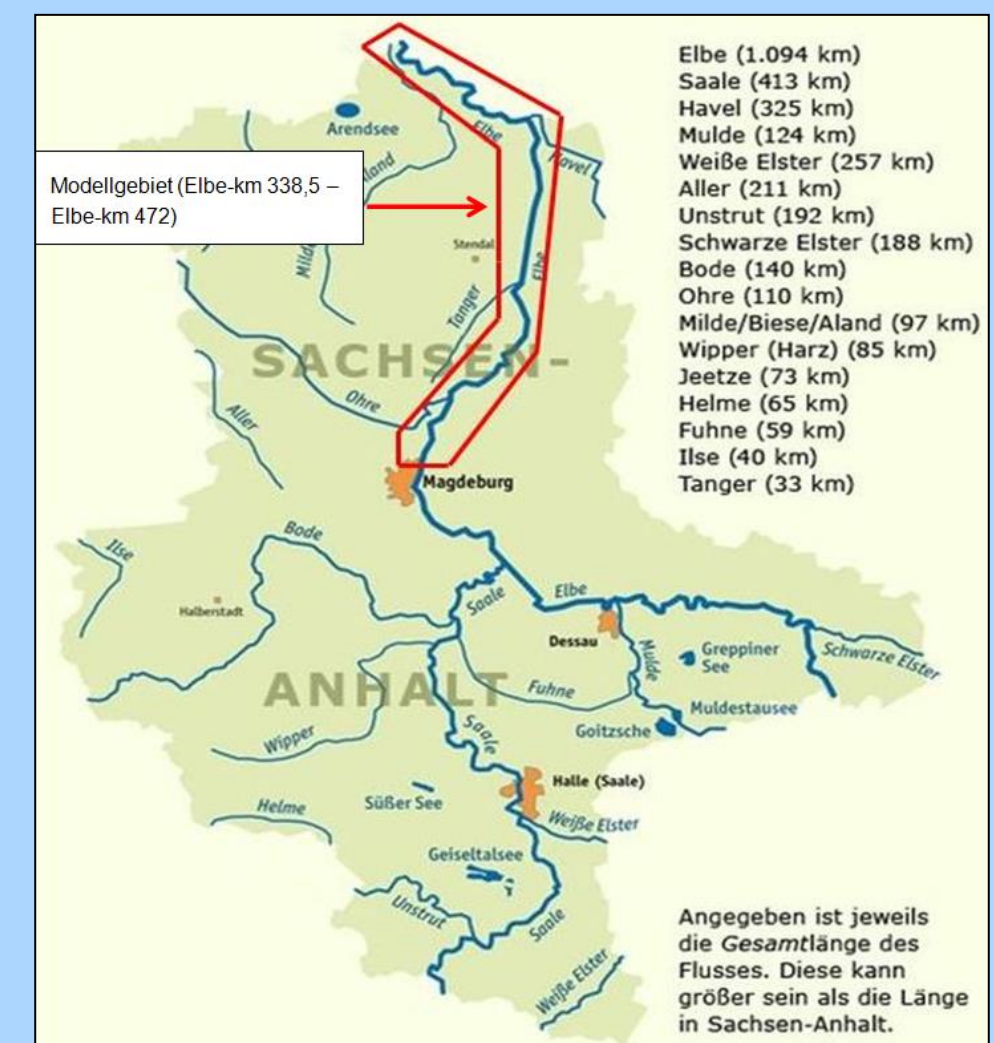 Elbe (1.094 km)
Saale (413 km)
Havel (325 km)
Mulde (124 km)
Weiße Elster (257 km)
Aller (211 km)
Unstrut (192 km)
Schwarze Elster (188 km)
Bode (140 km)
Ohre (110 km)
Milde/Biese/Aland (97 km)
Wipper (Harz) (85 km)
Jeetze (73 km)
Helme (65 km)
Fuhne (59 km)
Ilse (40 km)
Tanger (33 km)
Arendsee
Elbe
Havel
Modellgebiet (Elbe-km 338,5 –
Elbe-km 472)
Stendal
Elbe
Tanger
SACHSEN-
Ohre
Aller
Magdeburg
Bode
Ilse
Halberstadt
Saale
Elbe
Dessau
Mulde
Greppiner
See
Schwarze Elster
ANHALT
Fuhne
Muldestausee
Goitzsche
Wipper
Saale
Halle (Saale)
Süßer See
Helme
Weiße Elster
Geiseltalsee
Unstrut
Saale
Weiße Elster
Angegeben ist jeweils
die Gesamtlänge des
Flusses. Diese kann
größer sein als die Länge
in Sachsen-Anhalt.